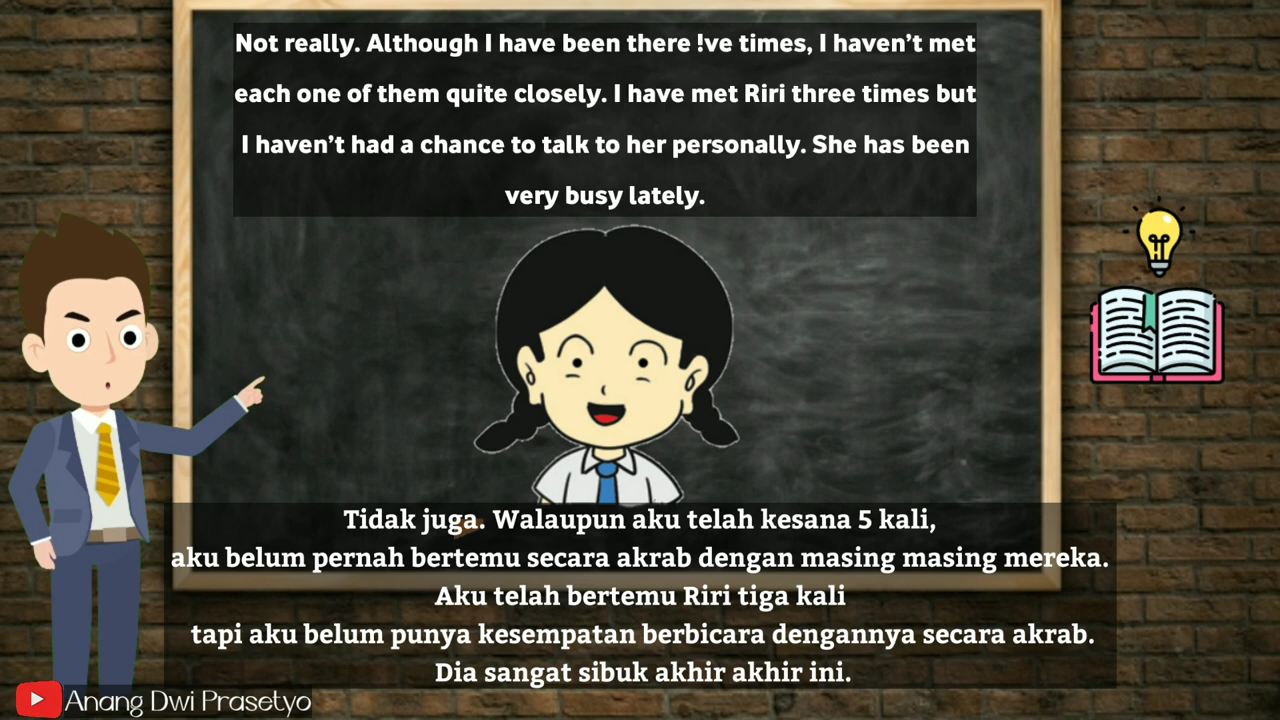 Not really. Although I have been there !ve times, I haven’t met
each one of them quite closely. I have met Riri three times but
I haven’t had a chance to talk to her personally. She has been
very busy lately.
Tidak juga. Walaupun aku telah kesana 5 kali,
aku belum pernah bertemu secara akrab dengan masing masing mereka.
Aku telah bertemu Riri tiga kali
tapi aku belum punya kesempatan berbicara dengannya secara akrab.
Dia sangat sibuk akhir akhir ini.
Anang Dwi Prasetyo